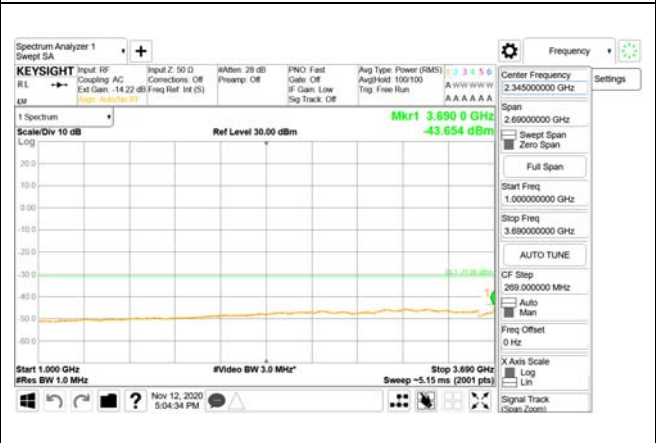 Spectrum Analyzer 1
Swept SA
Frequency
KEYSIGHT
RL
Input: RF
Coupling: AC
Ext Gain: -14.22 dB
Align: Auto/No RF
Input Z: 50 Ω
Corrections: Off
Freq Ref: Int (S)
#Atten: 28 dB
Preamp: Off
PNO: Fast
Gate: Off
IF Gain: Low
Sig Track: Off
Avg Type: Power (RMS)
Avg|Hold: 100/100
Trig: Free Run
1 2 3 4 5 6
A W W W W W
A A A A A A
1 Spectrum
Scale/Div 10 dB
Ref Level 30.00 dBm
Mkr1 3.690 0 GHz
-43.654 dBm
Log
20.0
10.0
0.00
-10.0
-20.0
-30.0
-40.0
-50.0
-60.0
1
Start 1.000 GHz
#Res BW 1.0 MHz
#Video BW 3.0 MHz*
Stop 3.690 GHz
Sweep ~5.15 ms (2001 pts)
Nov 12, 2020
5:04:34 PM
Center Frequency
2.345000000 GHz
Settings
Span
2.69000000 GHz
Swept Span
Zero Span
Full Span
Start Freq
1.000000000 GHz
Stop Freq
3.690000000 GHz
AUTO TUNE
CF Step
269.000000 MHz
Auto
Man
Freq Offset
0 Hz
X Axis Scale
Log
Lin
Signal Track
(Span Zoom)